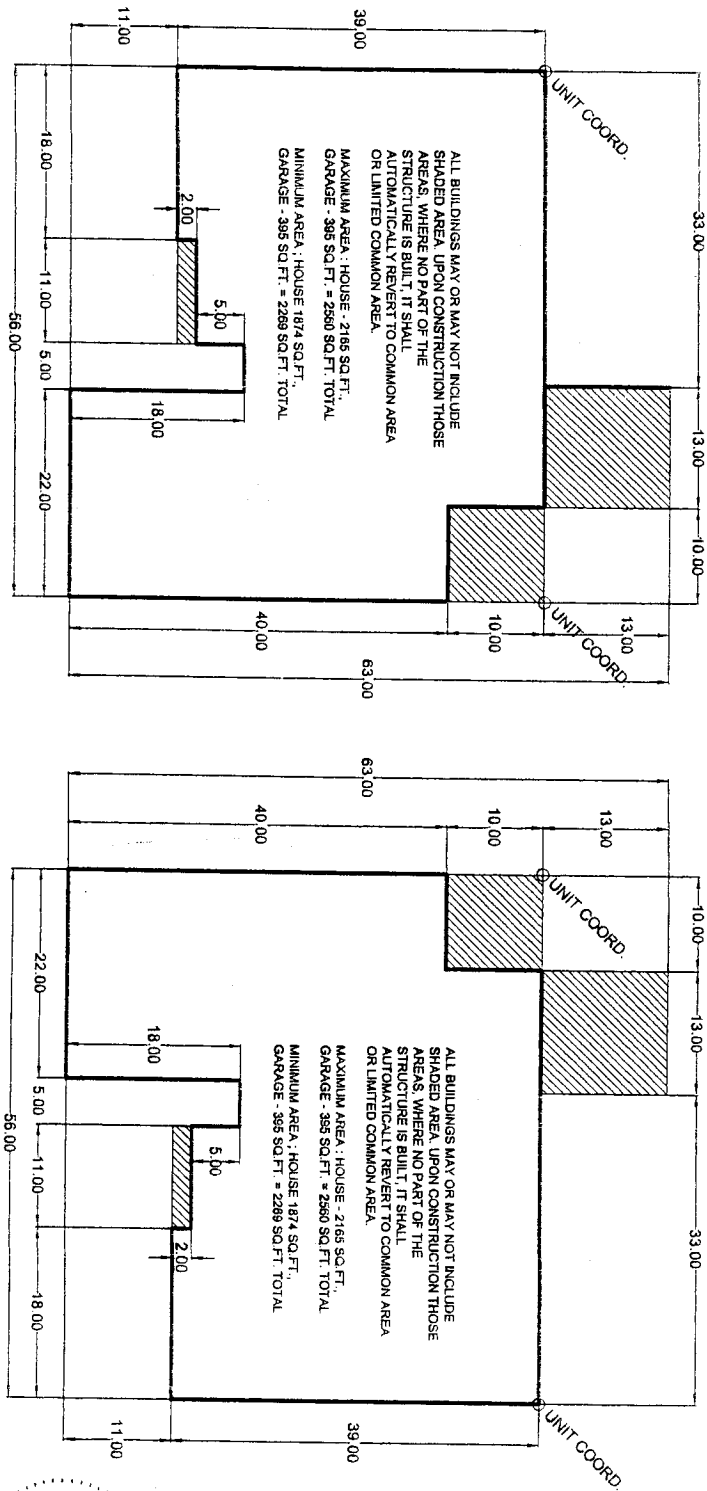 33.00
13.00
10.00
39.00
11.00
UNIT COORD.
UNIT COORD.
13.00
10.00
40.00
63.00
ALL BUILDINGS MAY OR MAY NOT INCLUDE
SHADED AREA. UPON CONSTRUCTION THOSE
AREAS, WHERE NO PART OF THE
STRUCTURE IS BUILT, IT SHALL
AUTOMATICALLY REVERT TO COMMON AREA
OR LIMITED COMMON AREA.
MAXIMUM AREA : HOUSE - 2165 SQ.FT.,
GARAGE - 395 SQ.FT. = 2560 SQ.FT. TOTAL
MINIMUM AREA ; HOUSE 1874 SQ.FT.,
GARAGE - 395 SQ.FT. = 2269 SQ.FT. TOTAL
2.00
5.00
18.00
18.00
11.00
5.00
22.00
56.00
10.00
13.00
33.00
63.00
13.00
10.00
40.00
UNIT COORD.
UNIT COORD.
ALL BUILDINGS MAY OR MAY NOT INCLUDE
SHADED AREA. UPON CONSTRUCTION THOSE
AREAS, WHERE NO PART OF THE
STRUCTURE IS BUILT, IT SHALL
AUTOMATICALLY REVERT TO COMMON AREA
OR LIMITED COMMON AREA.
MAXIMUM AREA : HOUSE - 2165 SQ.FT.,
GARAGE - 395 SQ.FT. = 2560 SQ.FT. TOTAL
MINIMUM AREA ; HOUSE 1874 SQ.FT.,
GARAGE - 395 SQ.FT. = 2269 SQ.FT. TOTAL
18.00
5.00
2.00
39.00
11.00
22.00
5.00
11.00
18.00
56.00